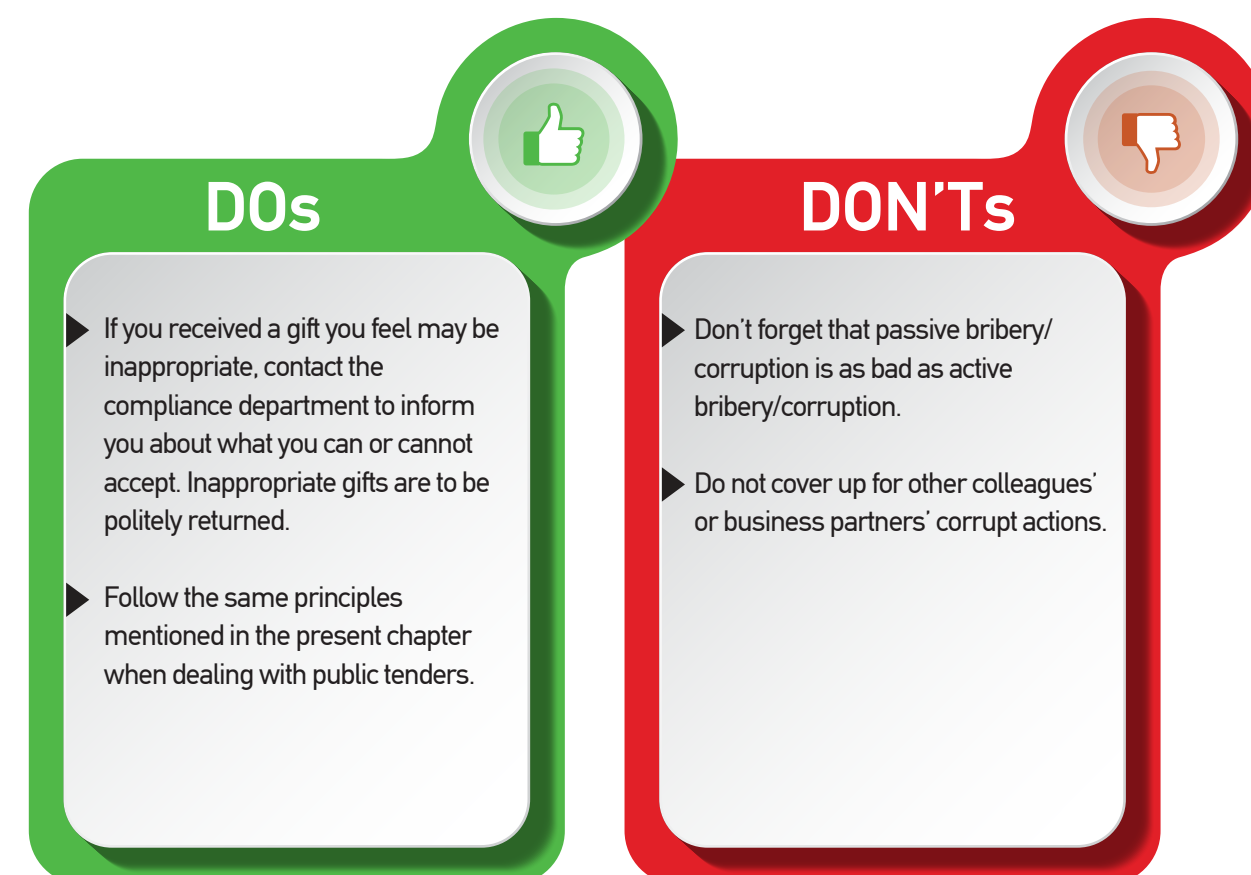 DOs
If you received a gift you feel may be
inappropriate, contact the
compliance department to inform
you about what you can or cannot
accept. Inappropriate gifts are to be
politely returned.
Follow the same principles
mentioned in the present chapter
when dealing with public tenders.
DON’Ts
Don’t forget that passive bribery/
corruption is as bad as active
bribery/corruption.
Do not cover up for other colleagues’
or business partners’ corrupt actions.